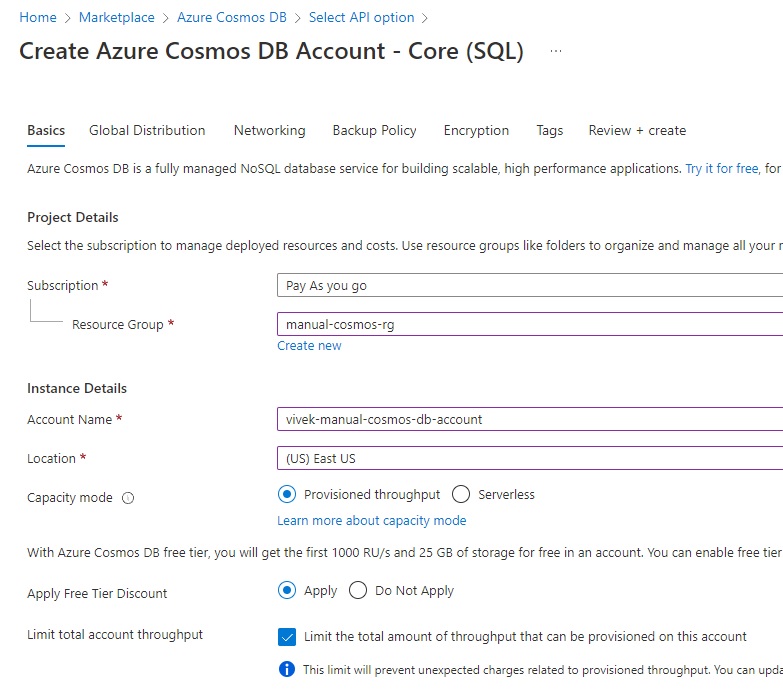 Home > Marketplace > Azure Cosmos DB > Select API option >
Create Azure Cosmos DB Account - Core (SQL) ...
Basics Global Distribution Networking Backup Policy Encryption Tags Review + create
Azure Cosmos DB is a fully managed NoSQL database service for building scalable, high performance applications. Try it for free, for
Project Details
Select the subscription to manage deployed resources and costs. Use resource groups like folders to organize and manage all your
Subscription *
Pay As you go
Resource Group *
manual-cosmos-rg
Create new
Instance Details
Account Name *
vivek-manual-cosmos-db-account
Location *
(US) East US
Capacity mode
Provisioned throughput Serverless
Learn more about capacity mode
With Azure Cosmos DB free tier, you will get the first 1000 RU/s and 25 GB of storage for free in an account. You can enable free tier
Apply Free Tier Discount
Apply Do Not Apply
Limit total account throughput
Limit the total amount of throughput that can be provisioned on this account
This limit will prevent unexpected charges related to provisioned throughput. You can